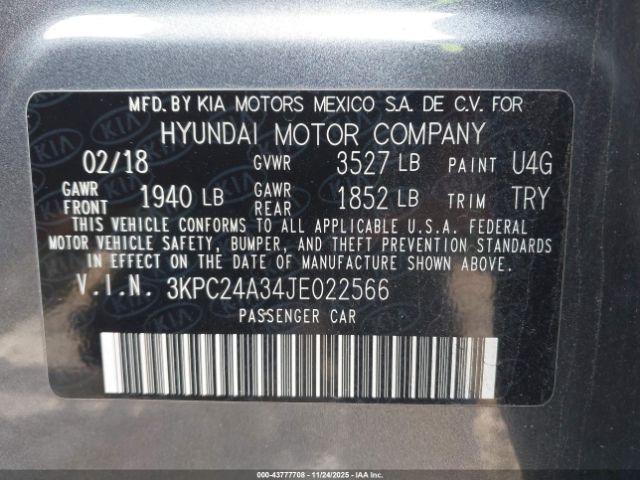 MFD. BY KIA MOTORS MEXICO S.A. DE C.V. FOR
HYUNDAI MOTOR COMPANY
02/18 GVWR 3527 LB PAINT U4G
GAWR FRONT 1940 LB GAWR REAR 1852 LB TRIM TRY
THIS VEHICLE CONFORMS TO ALL APPLICABLE U.S.A. FEDERAL
MOTOR VEHICLE SAFETY, BUMPER, AND THEFT PREVENTION STANDARDS
IN EFFECT ON THE DATE OF MANUFACTURE SHOWN ABOVE.
V.I.N. 3KPC24A34JE022566
PASSENGER CAR
000-43777708 - 11/24/2025 - IAAI.COM